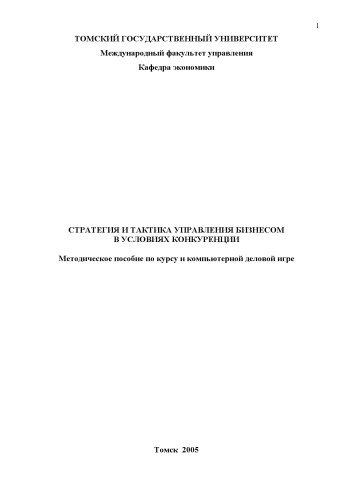 1
ТОМСКИЙ ГОСУДАРСТВЕННЫЙ УНИВЕРСИТЕТ
Международный факультет управления
Кафедра экономики
СТРАТЕГИЯ И ТАКТИКА УПРАВЛЕНИЯ БИЗНЕСОМ
В УСЛОВИЯХ КОНКУРЕНЦИИ
Методическое пособие по курсу и компьютерной деловой игре
Томск 2005